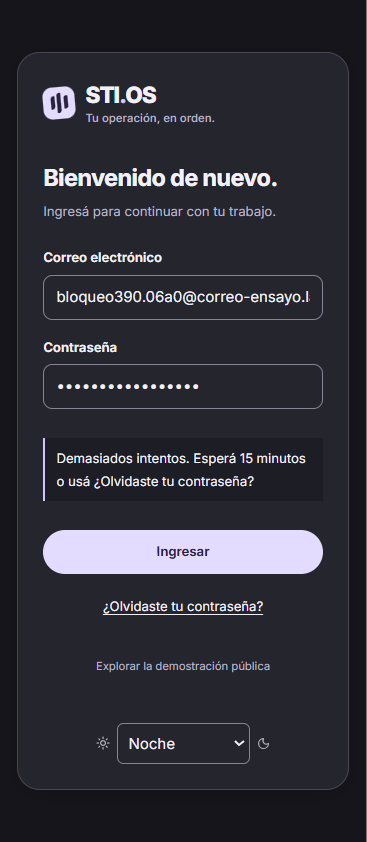 STI.OS
Tu operación, en orden.
Bienvenido de nuevo.
Ingresá para continuar con tu trabajo.
Correo electrónico
bloqueo390.06a0@correo-ensayo.l
Contraseña
•••••••••••••••••
Demasiados intentos. Esperá 15 minutos
o usá ¿Olvidaste tu contraseña?
Ingresar
¿Olvidaste tu contraseña?
Explorar la demostración pública
Noche